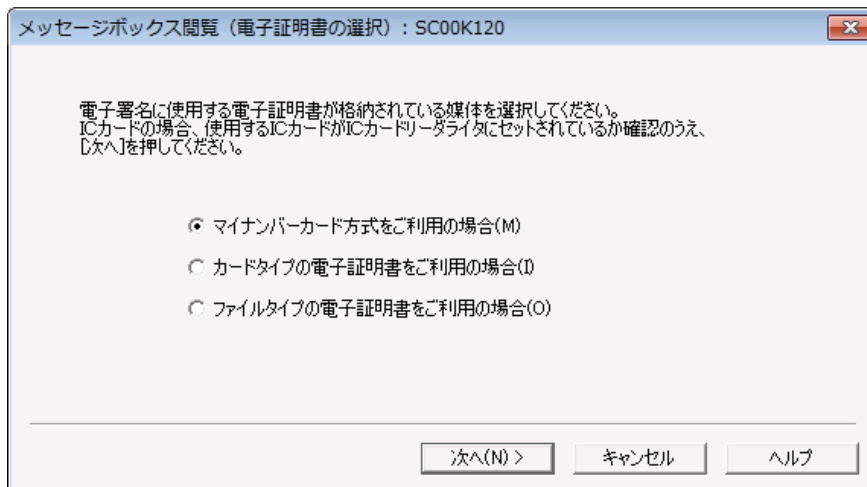 メッセージボックス閲覧（電子証明書の選択）：SC00K120
電子署名に使用する電子証明書が格納されている媒体を選択してください。
ICカードの場合、使用するICカードがICカードリーダライタにセットされているか確認のうえ、
[次へ]を押してください。
マイナンバーカード方式をご利用の場合(M)
カードタイプの電子証明書をご利用の場合(I)
ファイルタイプの電子証明書をご利用の場合(O)
次へ(N) >
キャンセル
ヘルプ